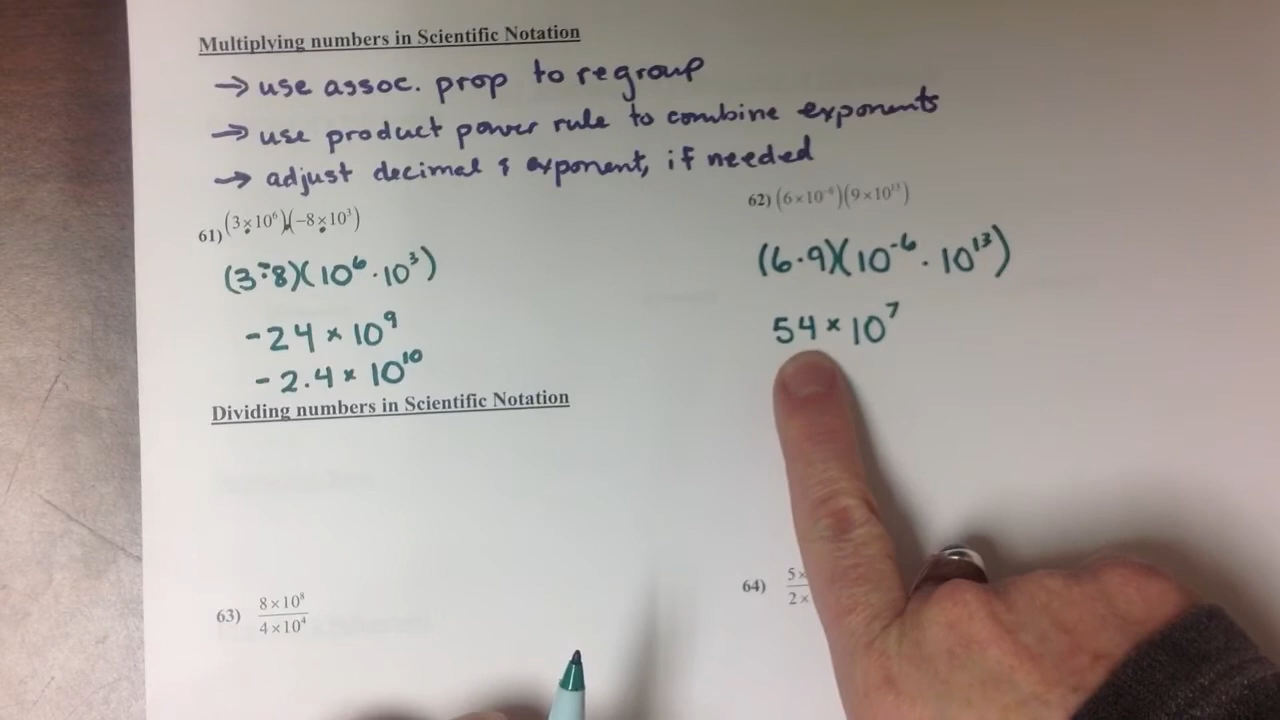 Multiplying numbers in Scientific Notation
→ use assoc. prop to regroup
→ use product power rule to combine exponents
→ adjust decimal & exponent, if needed
61) (3×10⁶)(−8×10³)
(3·-8)(10⁶·10³)
-24 × 10⁹
-2.4 × 10¹⁰
62) (6×10⁻⁶)(9×10¹³)
(6·9)(10⁻⁶·10¹³)
54 × 10⁷
Dividing numbers in Scientific Notation
63) 8×10⁸
4×10⁴
64) 5×
2×